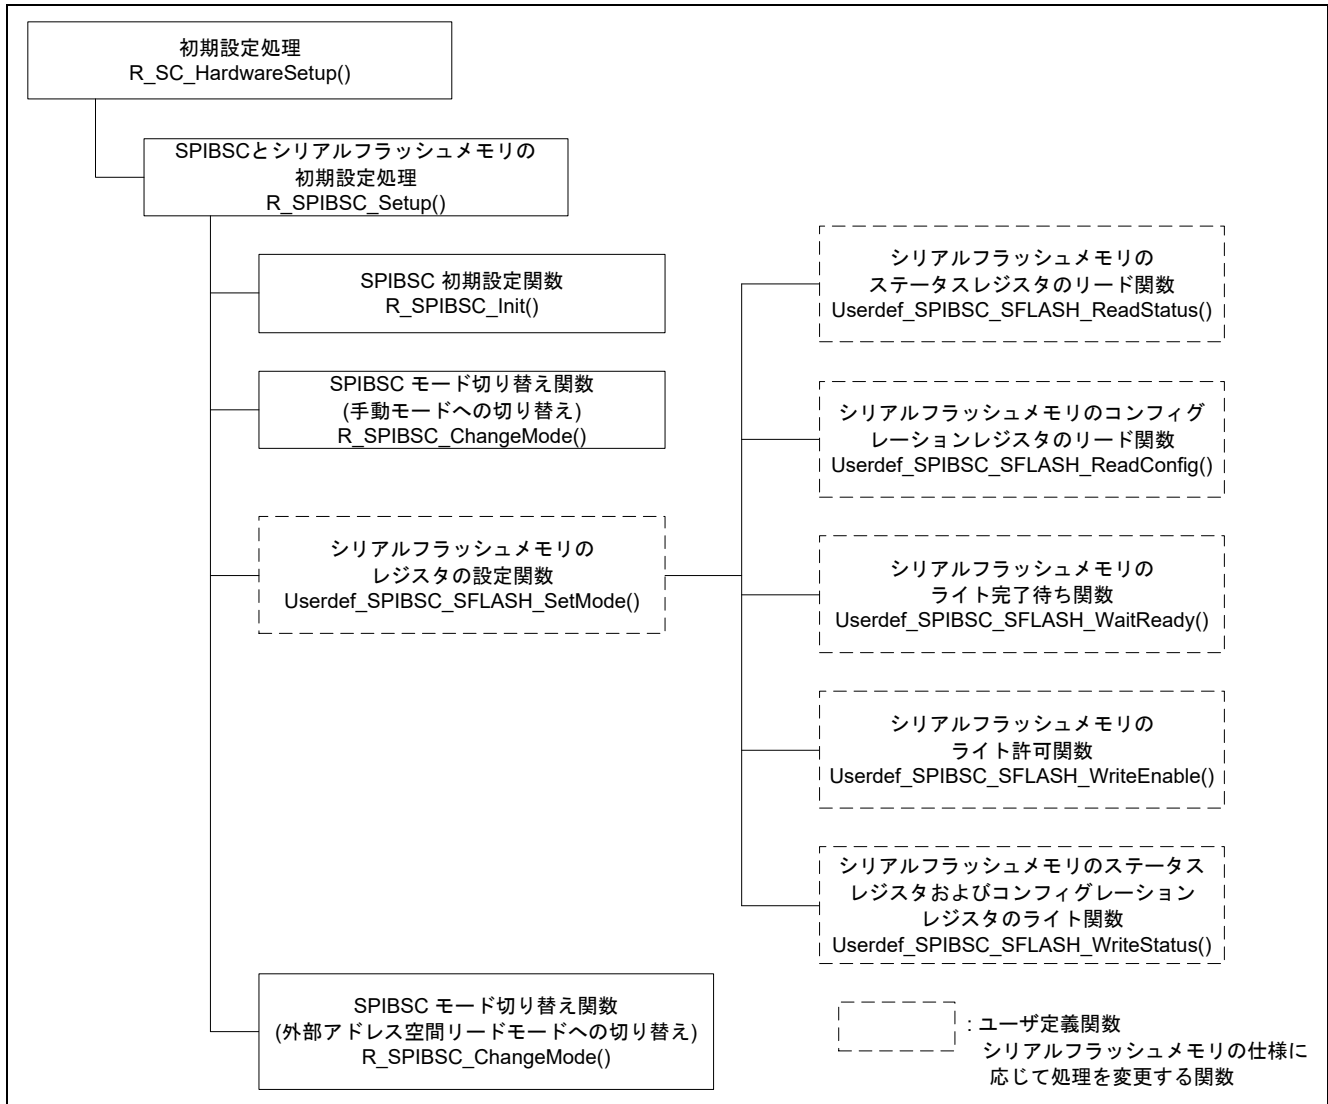 初期設定処理
R_SC_HardwareSetup()
SPIBSCとシリアルフラッシュメモリの
初期設定処理
R_SPIBSC_Setup()
SPIBSC 初期設定関数
R_SPIBSC_Init()
SPIBSC モード切り替え関数
(手動モードへの切り替え)
R_SPIBSC_ChangeMode()
シリアルフラッシュメモリの
レジスタの設定関数
Userdef_SPIBSC_SFLASH_SetMode()
シリアルフラッシュメモリの
ステータスレジスタのリード関数
Userdef_SPIBSC_SFLASH_ReadStatus()
シリアルフラッシュメモリのコンフィグ
レーションレジスタのリード関数
Userdef_SPIBSC_SFLASH_ReadConfig()
シリアルフラッシュメモリの
ライト完了待ち関数
Userdef_SPIBSC_SFLASH_WaitReady()
シリアルフラッシュメモリの
ライト許可関数
Userdef_SPIBSC_SFLASH_WriteEnable()
シリアルフラッシュメモリのステータス
レジスタおよびコンフィグレーション
レジスタのライト関数
Userdef_SPIBSC_SFLASH_WriteStatus()
SPIBSC モード切り替え関数
(外部アドレス空間リードモードへの切り替え)
R_SPIBSC_ChangeMode()
: ユーザ定義関数
シリアルフラッシュメモリの仕様に
応じて処理を変更する関数